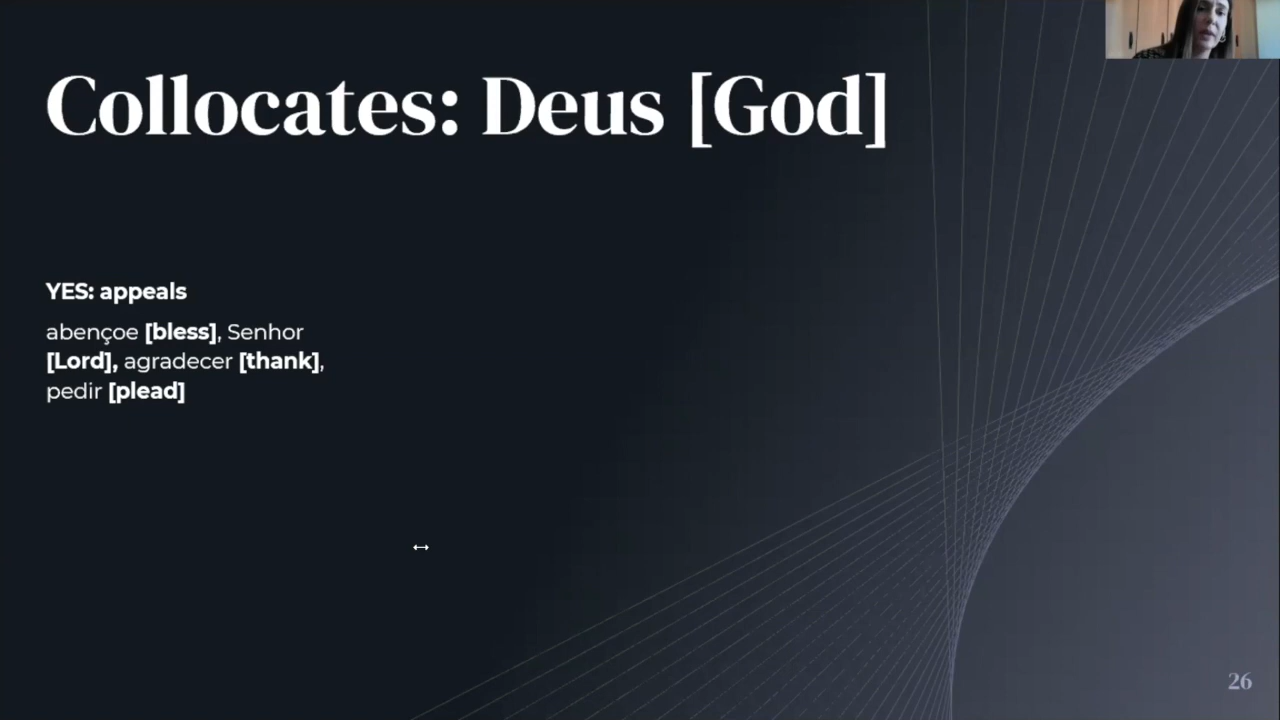 Collocates: Deus [God]
YES: appeals
abençoe [bless], Senhor
[Lord], agradecer [thank],
pedir [plead]
26